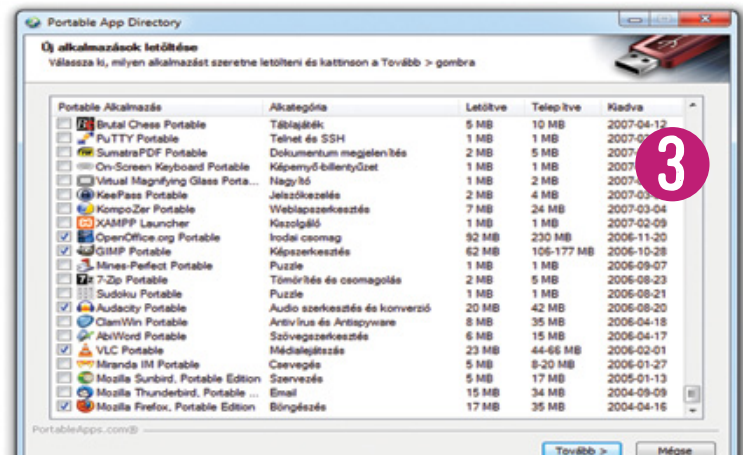 Portable App Directory
Új alkalmazások letöltése
Válassza ki, milyen alkalmazást szeretne letölteni és kattinson a Tovább > gombra
Portable Alkalmazás Alkategória Letöltve Telepítve Kiadva
Brutal Chess Portable Táblajáték 5 MB 10 MB 2007-04-12
PuTTY Portable Telnet és SSH 1 MB 1 MB
SumatraPDF Portable Dokumentum megjelenítés 2 MB 5 MB
On-Screen Keyboard Portable Képernyő-billentyűzet 1 MB 1 MB
Virtual Magnifying Glass Porta... Nagyító 1 MB 2 MB
KeePass Portable Jelszókezelés 2 MB 4 MB
KompoZer Portable Weblapszerkesztés 7 MB 24 MB 2007-03-04
XAMPP Launcher Kiszolgáló 1 MB 1 MB 2007-02-09
OpenOffice.org Portable Irodai csomag 92 MB 230 MB 2006-11-20
GIMP Portable Képszerkesztés 62 MB 106-177 MB 2006-10-28
Mines-Perfect Portable Puzzle 1 MB 1 MB 2006-09-07
7-Zip Portable Tömörítés és csomagolás 2 MB 5 MB 2006-08-23
Sudoku Portable Puzzle 1 MB 1 MB 2006-08-21
Audacity Portable Audio szerkesztés és konverzió 20 MB 42 MB 2006-08-20
ClamWin Portable Antivírus és Antispyware 8 MB 35 MB 2006-04-18
AbiWord Portable Szövegszerkesztés 6 MB 15 MB 2006-04-17
VLC Portable Médialejátszás 23 MB 44-66 MB 2006-02-01
Miranda IM Portable Csevegés 5 MB 8-20 MB 2006-01-27
Mozilla Sunbird, Portable Edition Szervezés 5 MB 17 MB 2005-01-13
Mozilla Thunderbird, Portable ... Email 15 MB 34 MB 2004-09-09
Mozilla Firefox, Portable Edition Böngészés 17 MB 35 MB 2004-04-16
PortableApps.com®
Tovább > Mégse
3